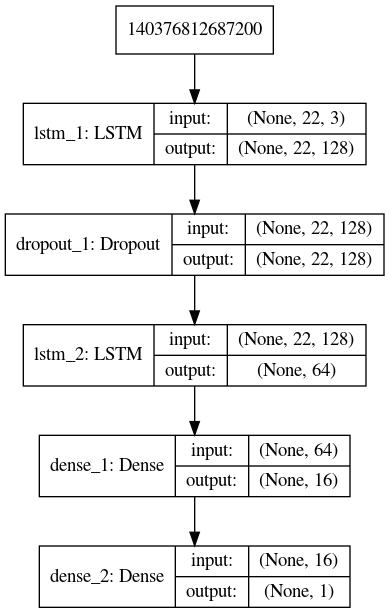 140376812687200
lstm_1: LSTM
input: (None, 22, 3)
output: (None, 22, 128)
dropout_1: Dropout
input: (None, 22, 128)
output: (None, 22, 128)
lstm_2: LSTM
input: (None, 22, 128)
output: (None, 64)
dense_1: Dense
input: (None, 64)
output: (None, 16)
dense_2: Dense
input: (None, 16)
output: (None, 1)